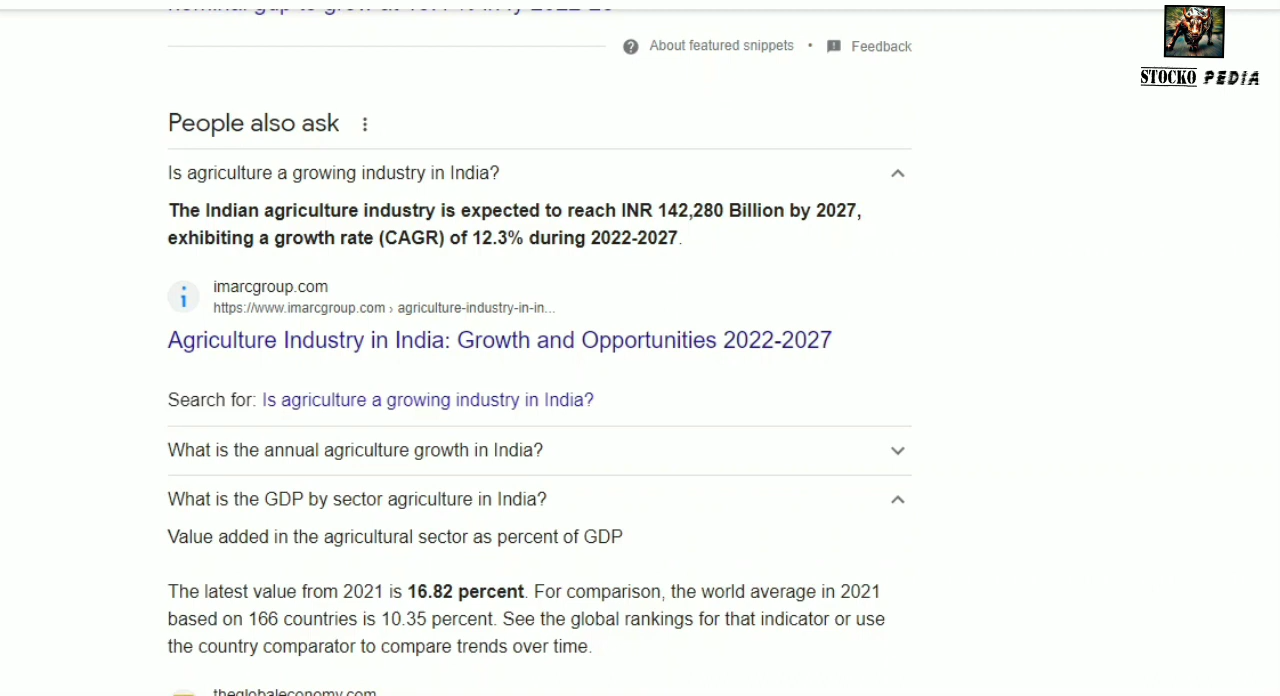 About featured snippets • Feedback
STOCKO PEDIA
People also ask
Is agriculture a growing industry in India?
The Indian agriculture industry is expected to reach INR 142,280 Billion by 2027,
exhibiting a growth rate (CAGR) of 12.3% during 2022-2027.
imarcgroup.com
https://www.imarcgroup.com › agriculture-industry-in-in...
Agriculture Industry in India: Growth and Opportunities 2022-2027
Search for: Is agriculture a growing industry in India?
What is the annual agriculture growth in India?
What is the GDP by sector agriculture in India?
Value added in the agricultural sector as percent of GDP
The latest value from 2021 is 16.82 percent. For comparison, the world average in 2021
based on 166 countries is 10.35 percent. See the global rankings for that indicator or use
the country comparator to compare trends over time.
theglobaleconomy.com